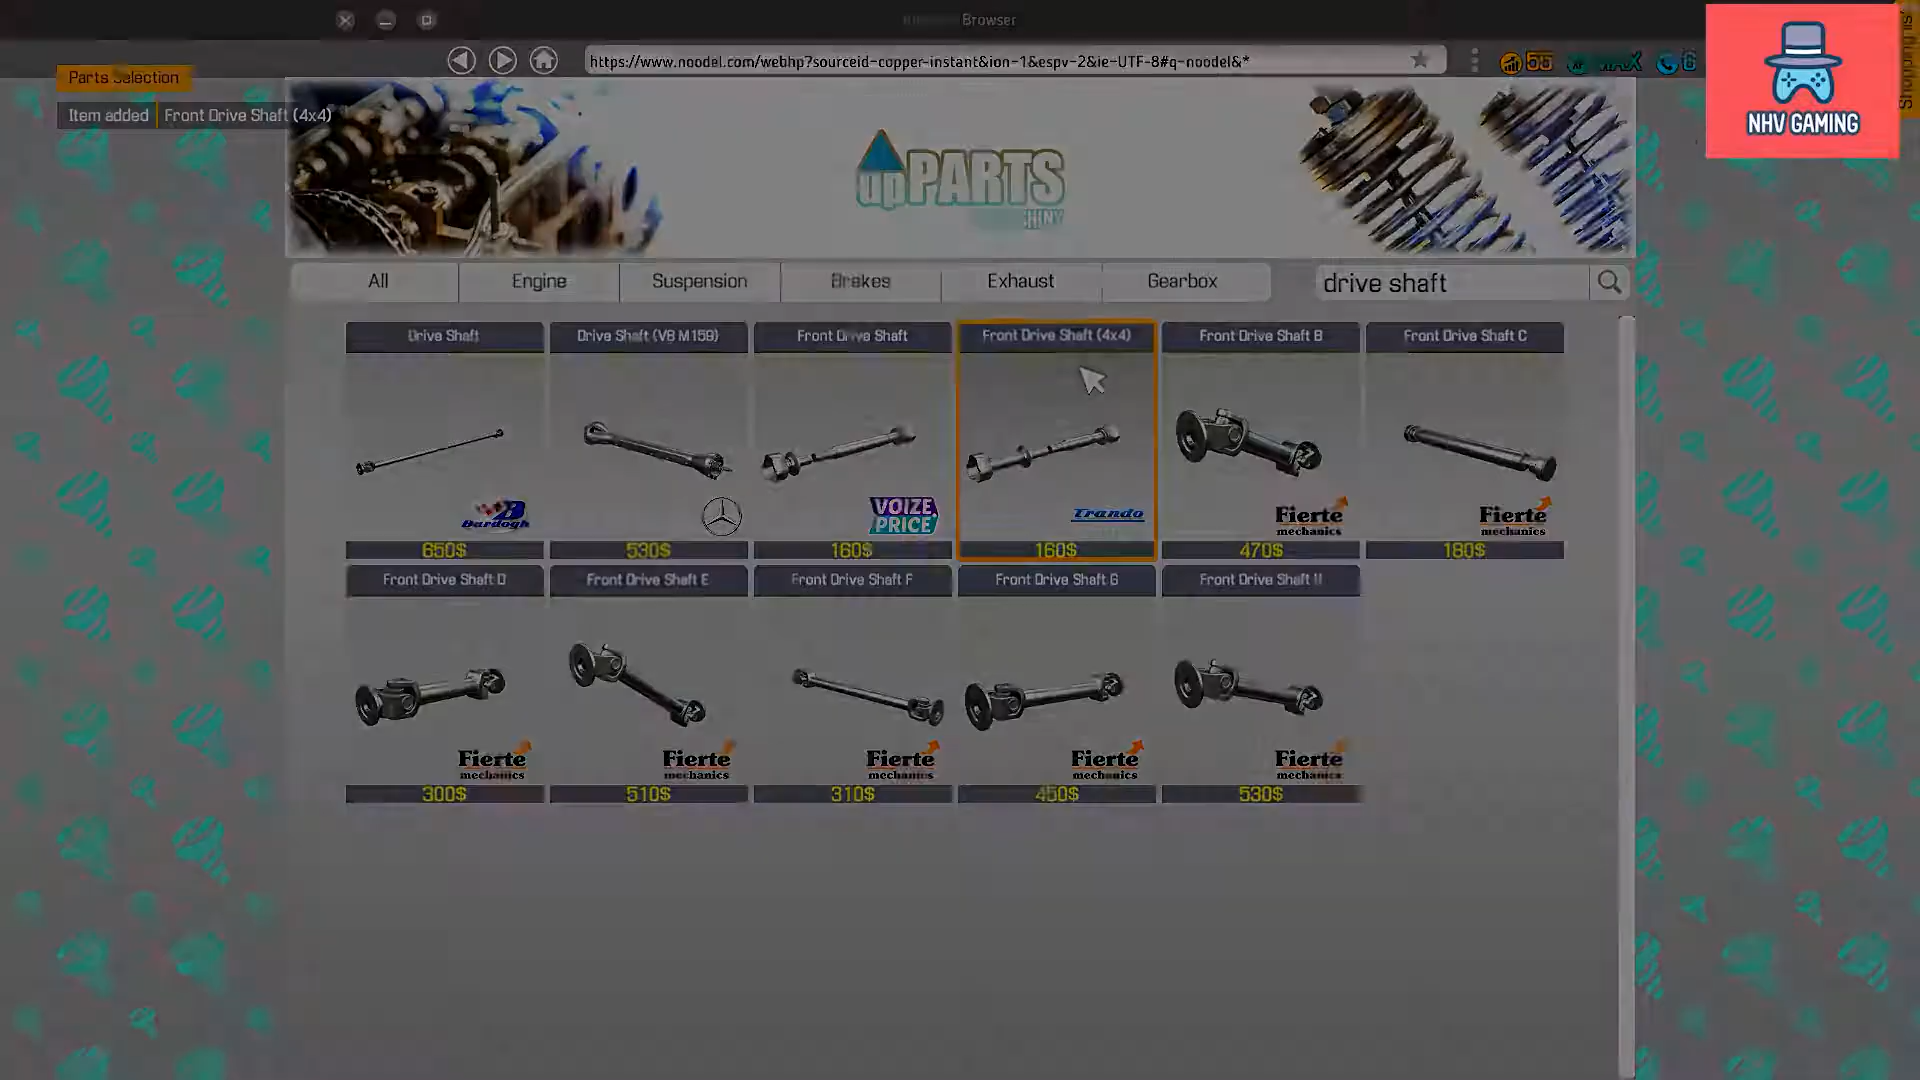 Browser
https://www.noodel.com/webhp?sourceid-copper-instant&ion-1&espv-2&ie-UTF-8#q-noodel&*
55
MAX
6
Parts Selection
Item added Front Drive Shaft (4x4)
NHV GAMING
upPARTS
All Engine Suspension Brakes Exhaust Gearbox
drive shaft
Drive Shaft
Drive Shaft (V8 M159)
Front Drive Shaft
Front Drive Shaft (4x4)
Front Drive Shaft B
Front Drive Shaft C
Bardogh
VOIZE PRICE
Trando
Fierte mechanics
Fierte mechanics
650$
530$
160$
160$
470$
180$
Front Drive Shaft D
Front Drive Shaft E
Front Drive Shaft F
Front Drive Shaft G
Front Drive Shaft H
Fierte mechanics
Fierte mechanics
Fierte mechanics
Fierte mechanics
Fierte mechanics
300$
510$
310$
450$
530$